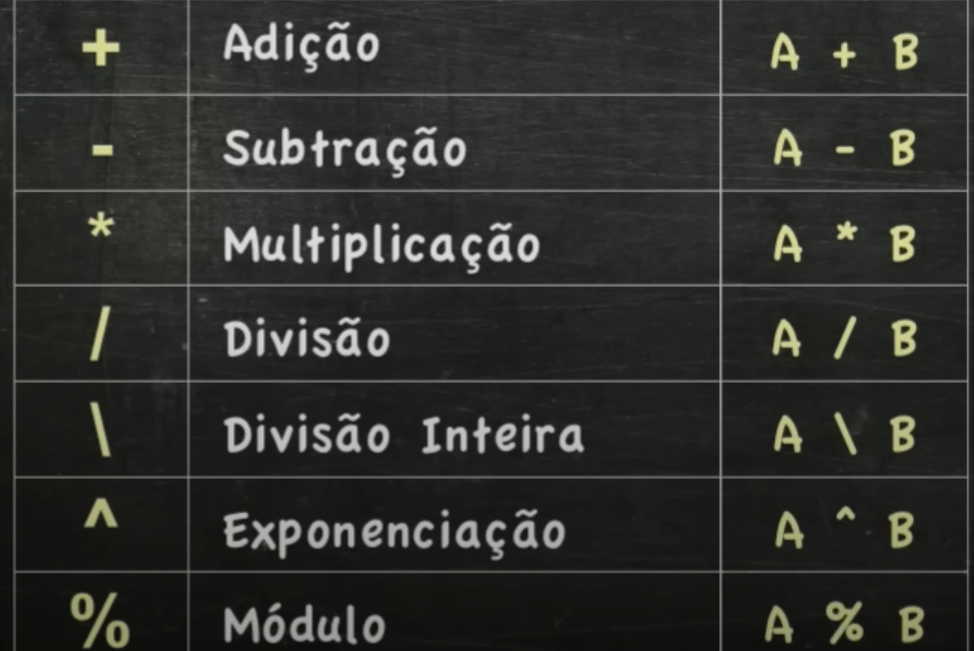 + Adição A + B
- Subtração A - B
* Multiplicação A * B
/ Divisão A / B
\ Divisão Inteira A \ B
^ Exponenciação A ^ B
% Módulo A % B